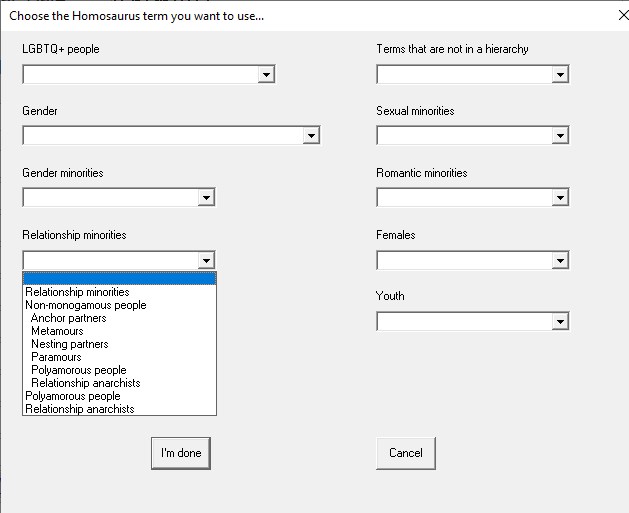 Choose the Homosaurus term you want to use...
LGBTQ+ people
Terms that are not in a hierarchy
Gender
Sexual minorities
Gender minorities
Romantic minorities
Relationship minorities
Females
Relationship minorities
Non-monogamous people
Anchor partners
Metamours
Nesting partners
Paramours
Polyamorous people
Relationship anarchists
Polyamorous people
Relationship anarchists
Youth
I'm done
Cancel